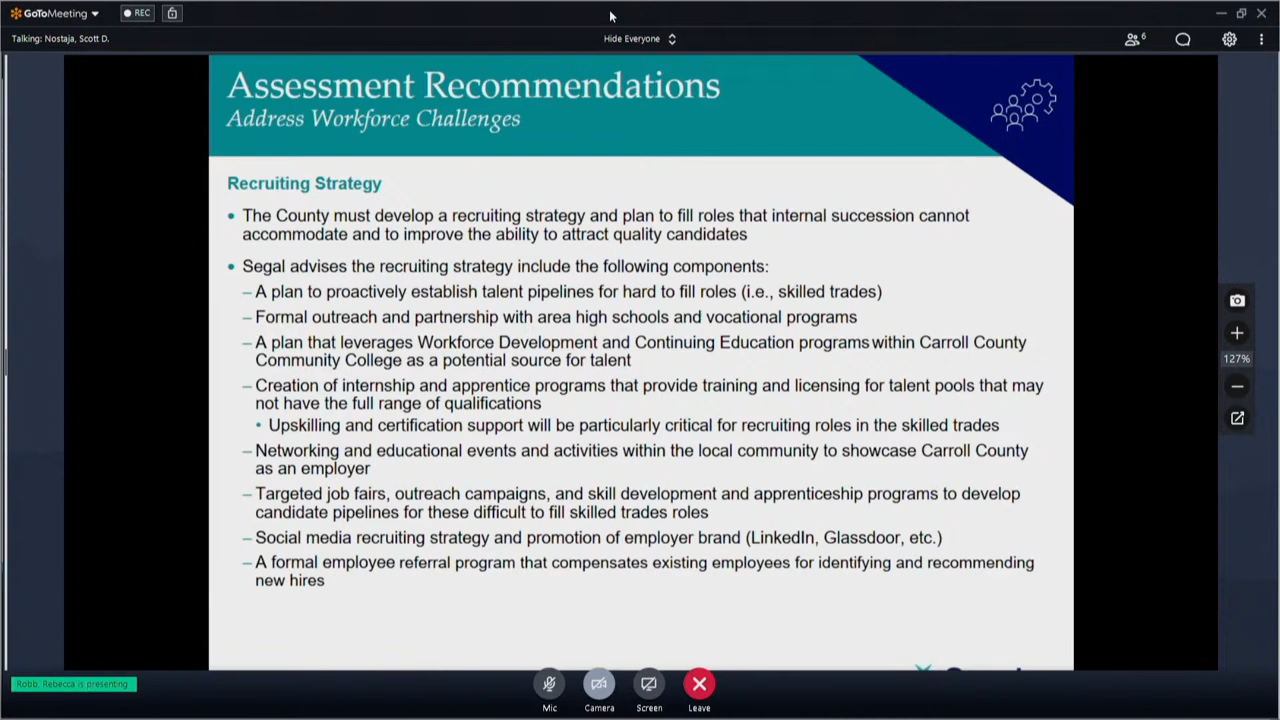 GoToMeeting
REC
Talking: Nostaja, Scott D.
Hide Everyone
6
Assessment Recommendations
Address Workforce Challenges
Recruiting Strategy
• The County must develop a recruiting strategy and plan to fill roles that internal succession cannot
accommodate and to improve the ability to attract quality candidates
• Segal advises the recruiting strategy include the following components:
– A plan to proactively establish talent pipelines for hard to fill roles (i.e., skilled trades)
– Formal outreach and partnership with area high schools and vocational programs
– A plan that leverages Workforce Development and Continuing Education programs within Carroll County
Community College as a potential source for talent
– Creation of internship and apprentice programs that provide training and licensing for talent pools that may
not have the full range of qualifications
• Upskilling and certification support will be particularly critical for recruiting roles in the skilled trades
– Networking and educational events and activities within the local community to showcase Carroll County
as an employer
– Targeted job fairs, outreach campaigns, and skill development and apprenticeship programs to develop
candidate pipelines for these difficult to fill skilled trades roles
– Social media recruiting strategy and promotion of employer brand (LinkedIn, Glassdoor, etc.)
– A formal employee referral program that compensates existing employees for identifying and recommending
new hires
127%
Robb, Rebecca is presenting
Mic
Camera
Screen
Leave